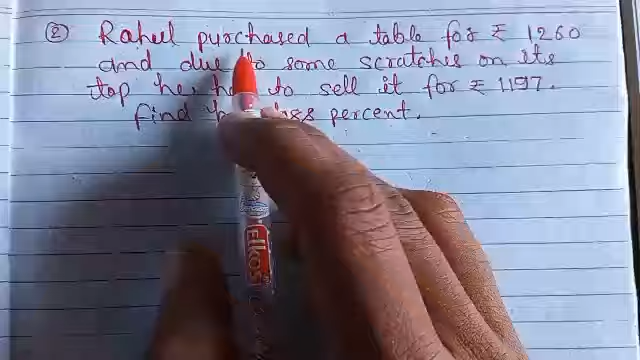 ② Rahul purchased a table for ₹ 1260
and due to some scratches on its
top he had to sell it for ₹ 1197.
find loss percent.
Elkos